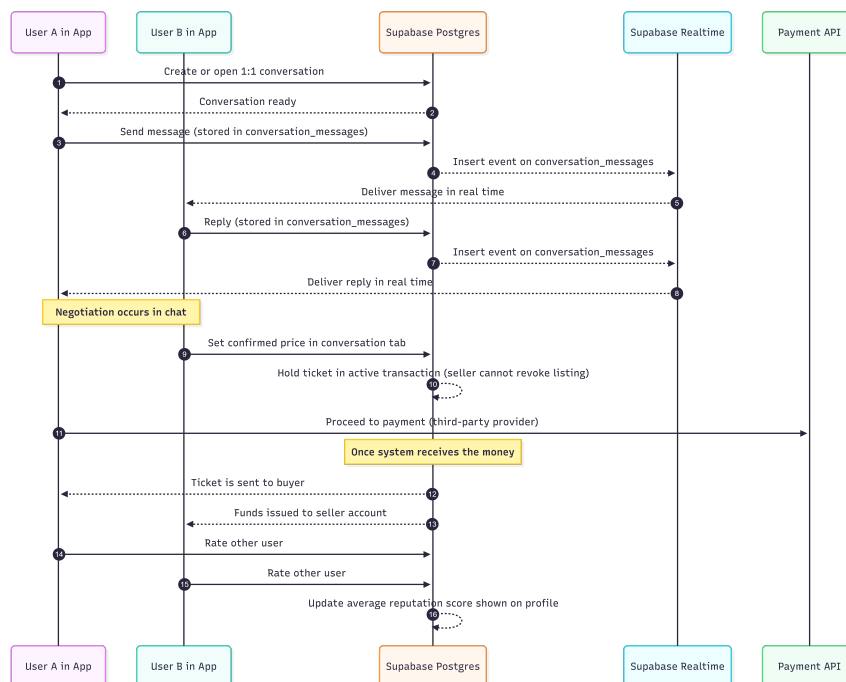 User A in App
User B in App
Supabase Postgres
Supabase Realtime
Payment API
Create or open 1:1 conversation
1
Conversation ready
2
Send message (stored in conversation_messages)
3
Insert event on conversation_messages
4
Deliver message in real time
5
Reply (stored in conversation_messages)
6
Insert event on conversation_messages
7
Deliver reply in real time
8
Negotiation occurs in chat
Set confirmed price in conversation tab
9
Hold ticket in active transaction (seller cannot revoke listing)
10
Proceed to payment (third-party provider)
11
Once system receives the money
Ticket is sent to buyer
12
Funds issued to seller account
13
Rate other user
14
Rate other user
15
Update average reputation score shown on profile
16
User A in App
User B in App
Supabase Postgres
Supabase Realtime
Payment API